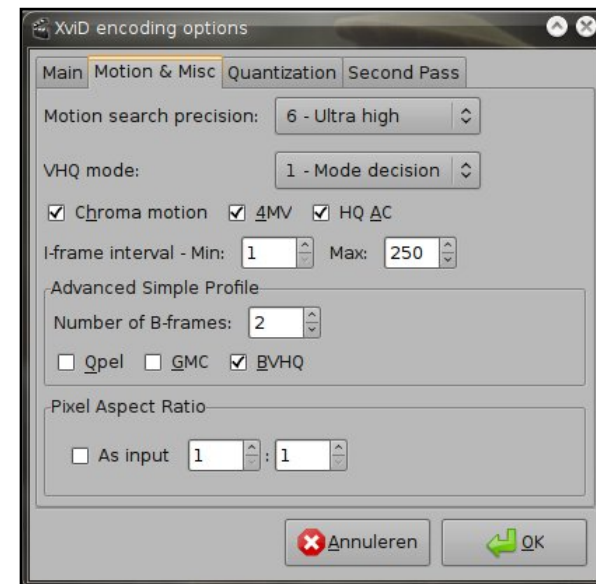 XviD encoding options
Main Motion & Misc Quantization Second Pass
Motion search precision: 6 - Ultra high
VHQ mode: 1 - Mode decision
Chroma motion 4MV HQ AC
I-frame interval - Min: 1 Max: 250
Advanced Simple Profile
Number of B-frames: 2
Qpel GMC BVHQ
Pixel Aspect Ratio
As input 1 : 1
Annuleren OK